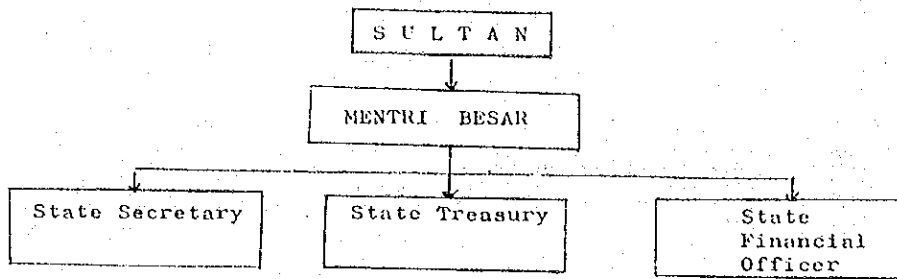 S U L T A N
MENTRI BESAR
State Secretary
State Treasury
State
Financial
Officer